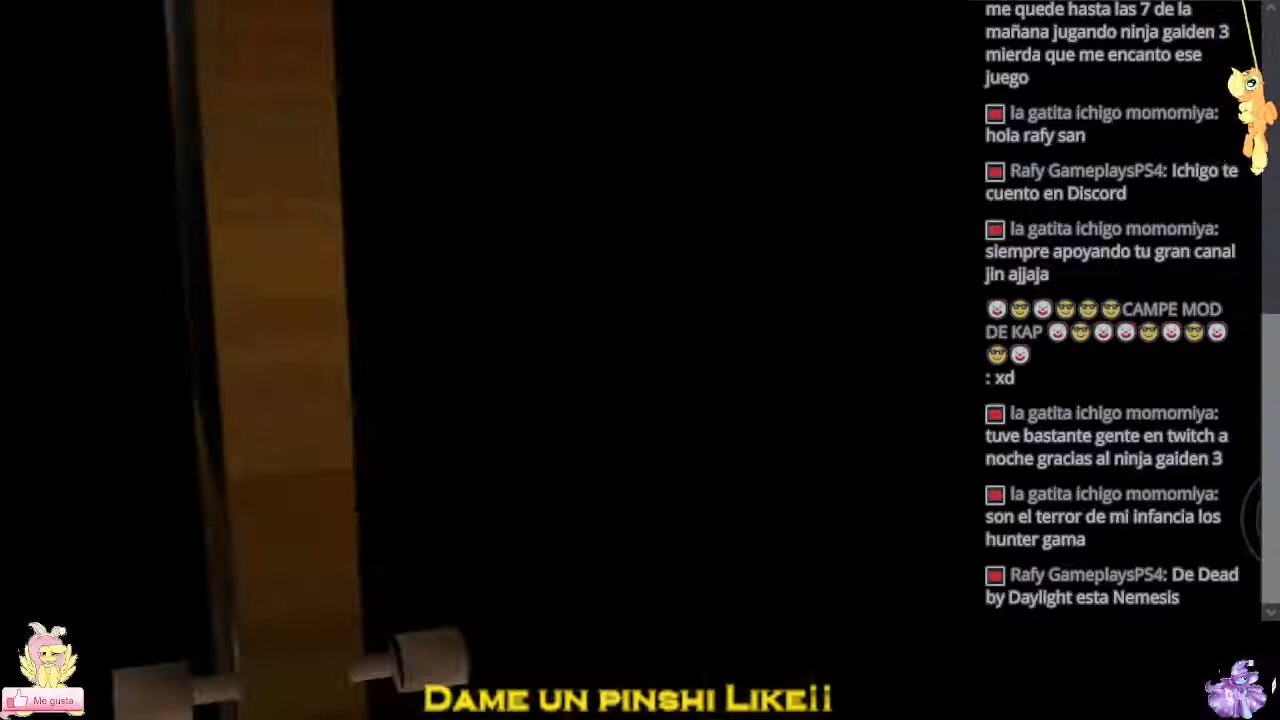 me quede hasta las 7 de la
mañana jugando ninja gaiden 3
mierda que me encanto ese
juego
la gatita ichigo momomiya:
hola rafy san
Rafy GameplaysPS4: Ichigo te
cuento en Discord
la gatita ichigo momomiya:
siempre apoyando tu gran canal
jin ajjaja
🤡😎🤡😎😎😎CAMPE MOD
DE KAP 🤡😎🤡🤡😎🤡😎🤡
😎🤡
: xd
la gatita ichigo momomiya:
tuve bastante gente en twitch a
noche gracias al ninja gaiden 3
la gatita ichigo momomiya:
son el terror de mi infancia los
hunter gama
Rafy GameplaysPS4: De Dead
by Daylight esta Nemesis
Me gusta
Dame un pinshi Like¡¡